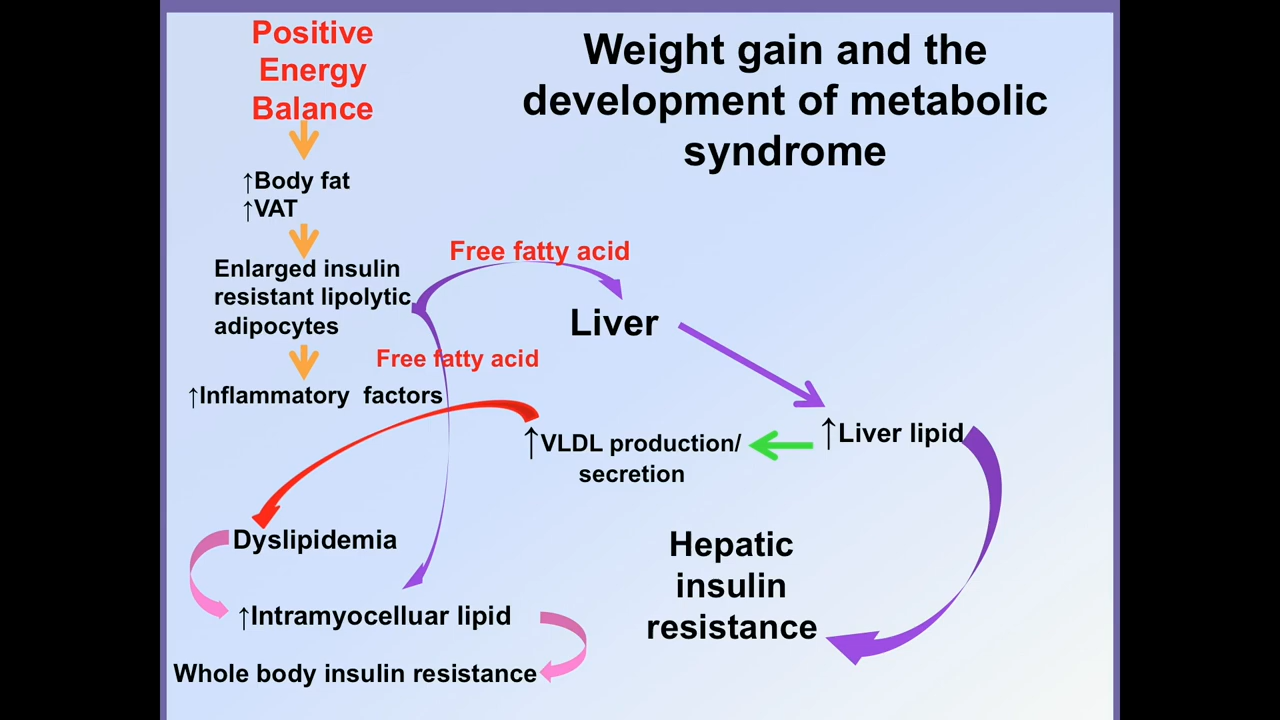 Positive
Energy
Balance
Weight gain and the
development of metabolic
syndrome
↑Body fat
↑VAT
Enlarged insulin
resistant lipolytic
adipocytes
Free fatty acid
Liver
Free fatty acid
↑Inflammatory factors
↑VLDL production/
secretion
↑Liver lipid
Dyslipidemia
Hepatic
insulin
resistance
↑Intramyocelluar lipid
Whole body insulin resistance